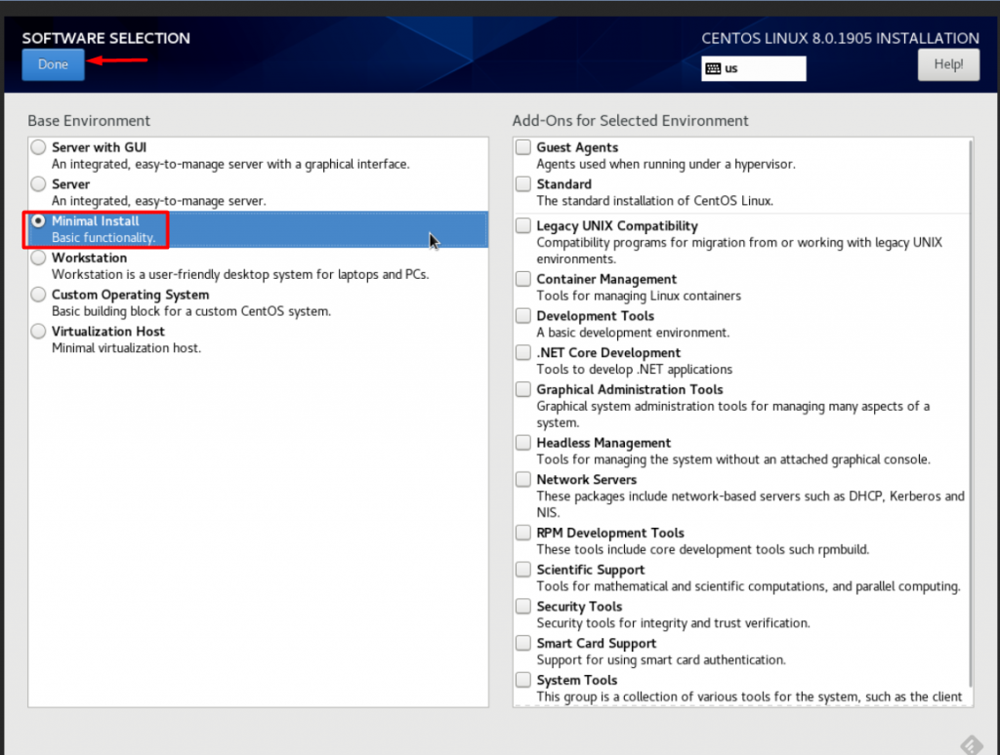 SOFTWARE SELECTION
CENTOS LINUX 8.0.1905 INSTALLATION
Done
us
Help!
Base Environment
Server with GUI
An integrated, easy-to-manage server with a graphical interface.
Server
An integrated, easy-to-manage server.
Minimal Install
Basic functionality.
Workstation
Workstation is a user-friendly desktop system for laptops and PCs.
Custom Operating System
Basic building block for a custom CentOS system.
Virtualization Host
Minimal virtualization host.
Add-Ons for Selected Environment
Guest Agents
Agents used when running under a hypervisor.
Standard
The standard installation of CentOS Linux.
Legacy UNIX Compatibility
Compatibility programs for migration from or working with legacy UNIX
environments.
Container Management
Tools for managing Linux containers
Development Tools
A basic development environment.
.NET Core Development
Tools to develop .NET applications
Graphical Administration Tools
Graphical system administration tools for managing many aspects of a
system.
Headless Management
Tools for managing the system without an attached graphical console.
Network Servers
These packages include network-based servers such as DHCP, Kerberos and
NIS.
RPM Development Tools
These tools include core development tools such rpmbuild.
Scientific Support
Tools for mathematical and scientific computations, and parallel computing.
Security Tools
Security tools for integrity and trust verification.
Smart Card Support
Support for using smart card authentication.
System Tools
This group is a collection of various tools for the system, such as the client